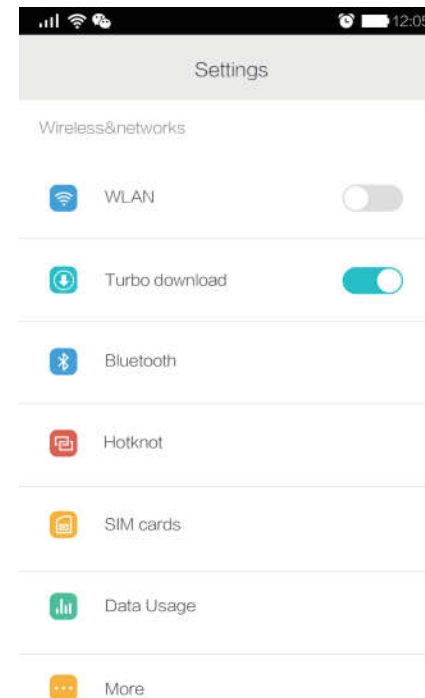 12:05
Settings
Wireless&networks
WLAN
Turbo download
Bluetooth
Hotknot
SIM cards
Data Usage
More